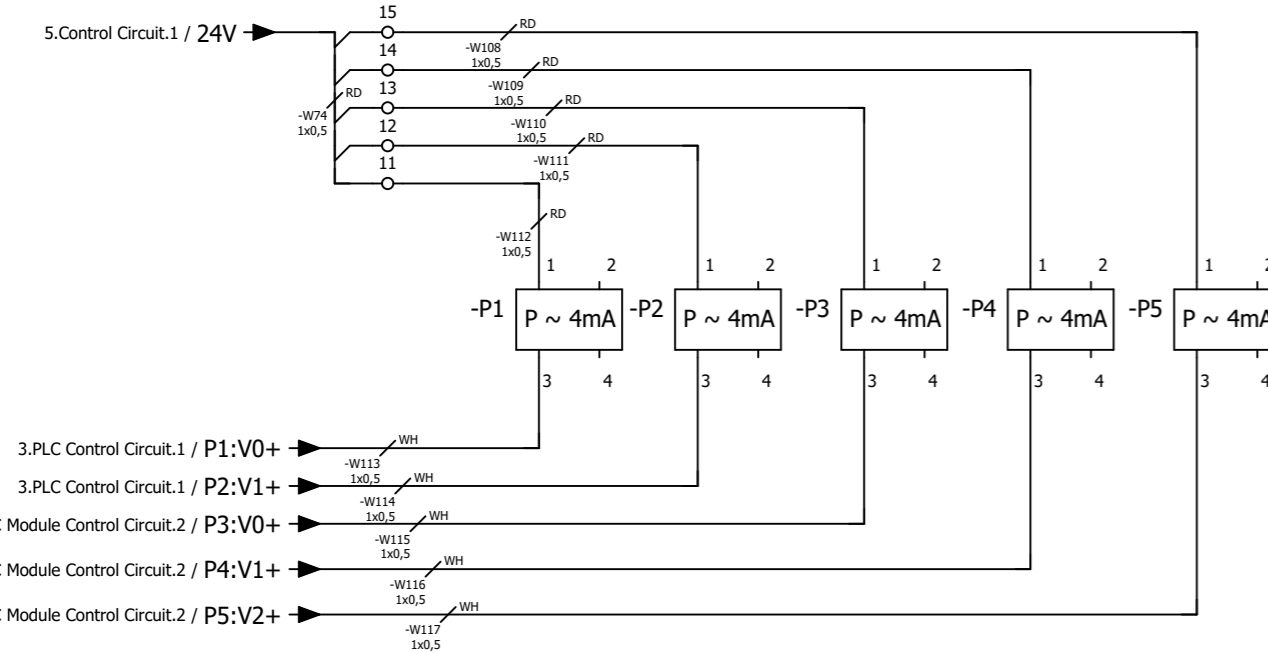 15
5.Control Circuit.1 / 24V
RD
-W108
1x0,5
14
RD
-W109
1x0,5
13
RD
RD
-W74
1x0,5
-W110
1x0,5
12
RD
-W111
1x0,5
11
RD
-W112
1x0,5
1 2 1 2 1 2 1 2 1 2
-P1 P ~ 4mA -P2 P ~ 4mA -P3 P ~ 4mA -P4 P ~ 4mA -P5 P ~ 4mA
3 4 3 4 3 4 3 4 3 4
3.PLC Control Circuit.1 / P1:V0+
WH
-W113
1x0,5
3.PLC Control Circuit.1 / P2:V1+
WH
-W114
1x0,5
Module Control Circuit.2 / P3:V0+
WH
-W115
1x0,5
Module Control Circuit.2 / P4:V1+
WH
-W116
1x0,5
Module Control Circuit.2 / P5:V2+
WH
-W117
1x0,5